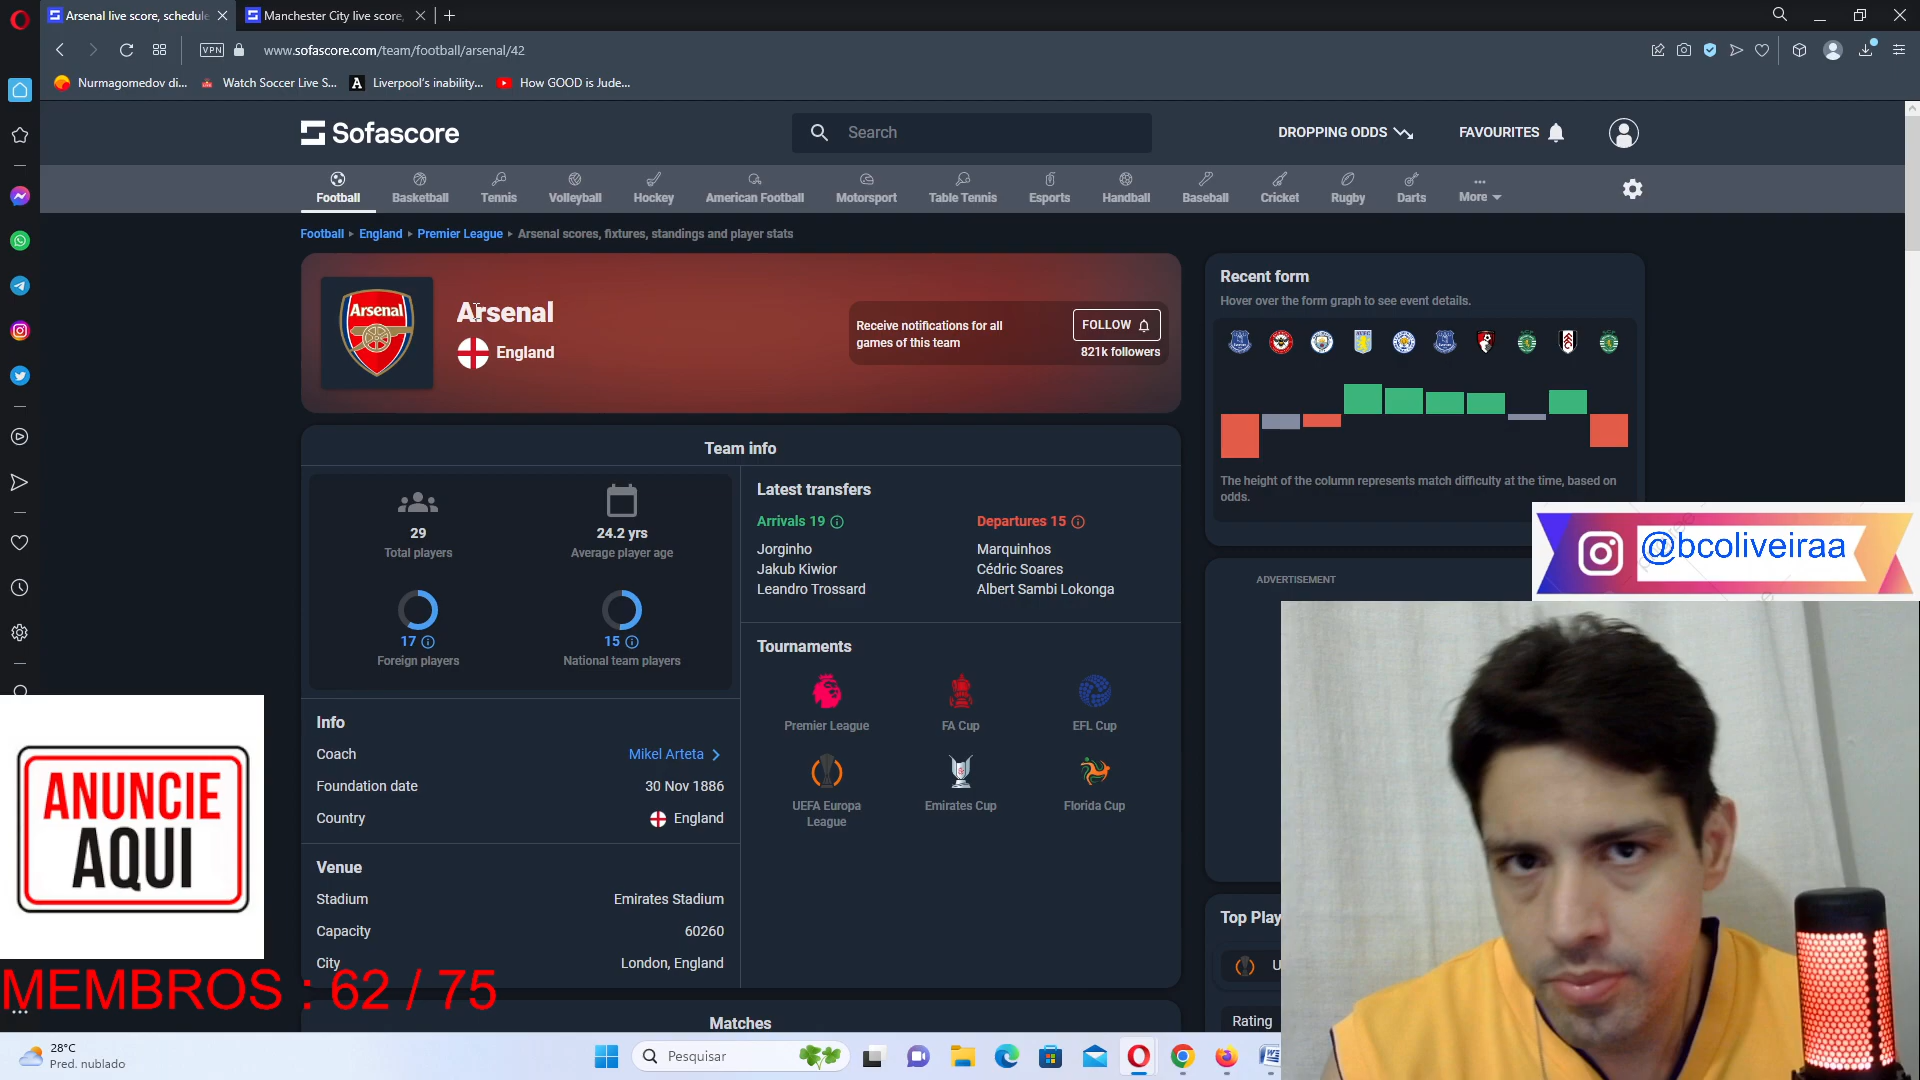 Arsenal live score, schedule
Manchester City live score,
VPN
www.sofascore.com/team/football/arsenal/42
Nurmagomedov di...
Watch Soccer Live S...
Liverpool's inability...
How GOOD is Jude...
Sofascore
Search
DROPPING ODDS
FAVOURITES
Football
Basketball
Tennis
Volleyball
Hockey
American Football
Motorsport
Table Tennis
Esports
Handball
Baseball
Cricket
Rugby
Darts
More
Football
England
Premier League
Arsenal scores, fixtures, standings and player stats
Arsenal
Arsenal
England
Receive notifications for all
games of this team
FOLLOW
821k followers
Recent form
Hover over the form graph to see event details.
The height of the column represents match difficulty at the time, based on
odds.
Team info
29
Total players
24.2 yrs
Average player age
17
Foreign players
15
National team players
Latest transfers
Arrivals 19
Jorginho
Jakub Kiwior
Leandro Trossard
Departures 15
Marquinhos
Cédric Soares
Albert Sambi Lokonga
Tournaments
Premier League
FA Cup
EFL Cup
UEFA Europa
League
Emirates Cup
Florida Cup
Info
Coach
Mikel Arteta
Foundation date
30 Nov 1886
Country
England
Venue
Stadium
Emirates Stadium
Capacity
60260
City
London, England
Matches
ADVERTISEMENT
Top Play
U
Rating
@bcoliveiraa
ANUNCIE
AQUI
MEMBROS : 62 / 75
28°C
Pred. nublado
Pesquisar